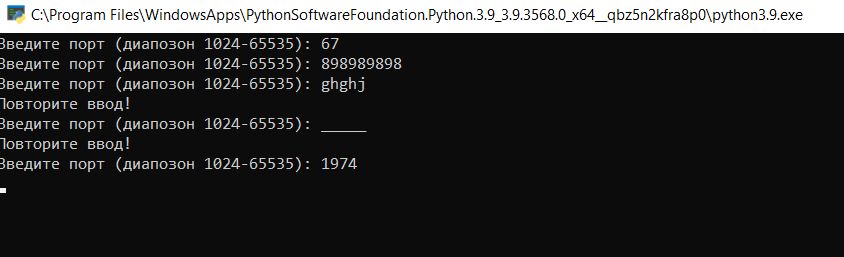 C:\Program Files\WindowsApps\PythonSoftwareFoundation.Python.3.9_3.9.3568.0_x64__qbz5n2kfra8p0\python3.9.exe
Введите порт (диапозон 1024-65535): 67
Введите порт (диапозон 1024-65535): 898989898
Введите порт (диапозон 1024-65535): ghghj
Повторите ввод!
Введите порт (диапозон 1024-65535): _____
Повторите ввод!
Введите порт (диапозон 1024-65535): 1974